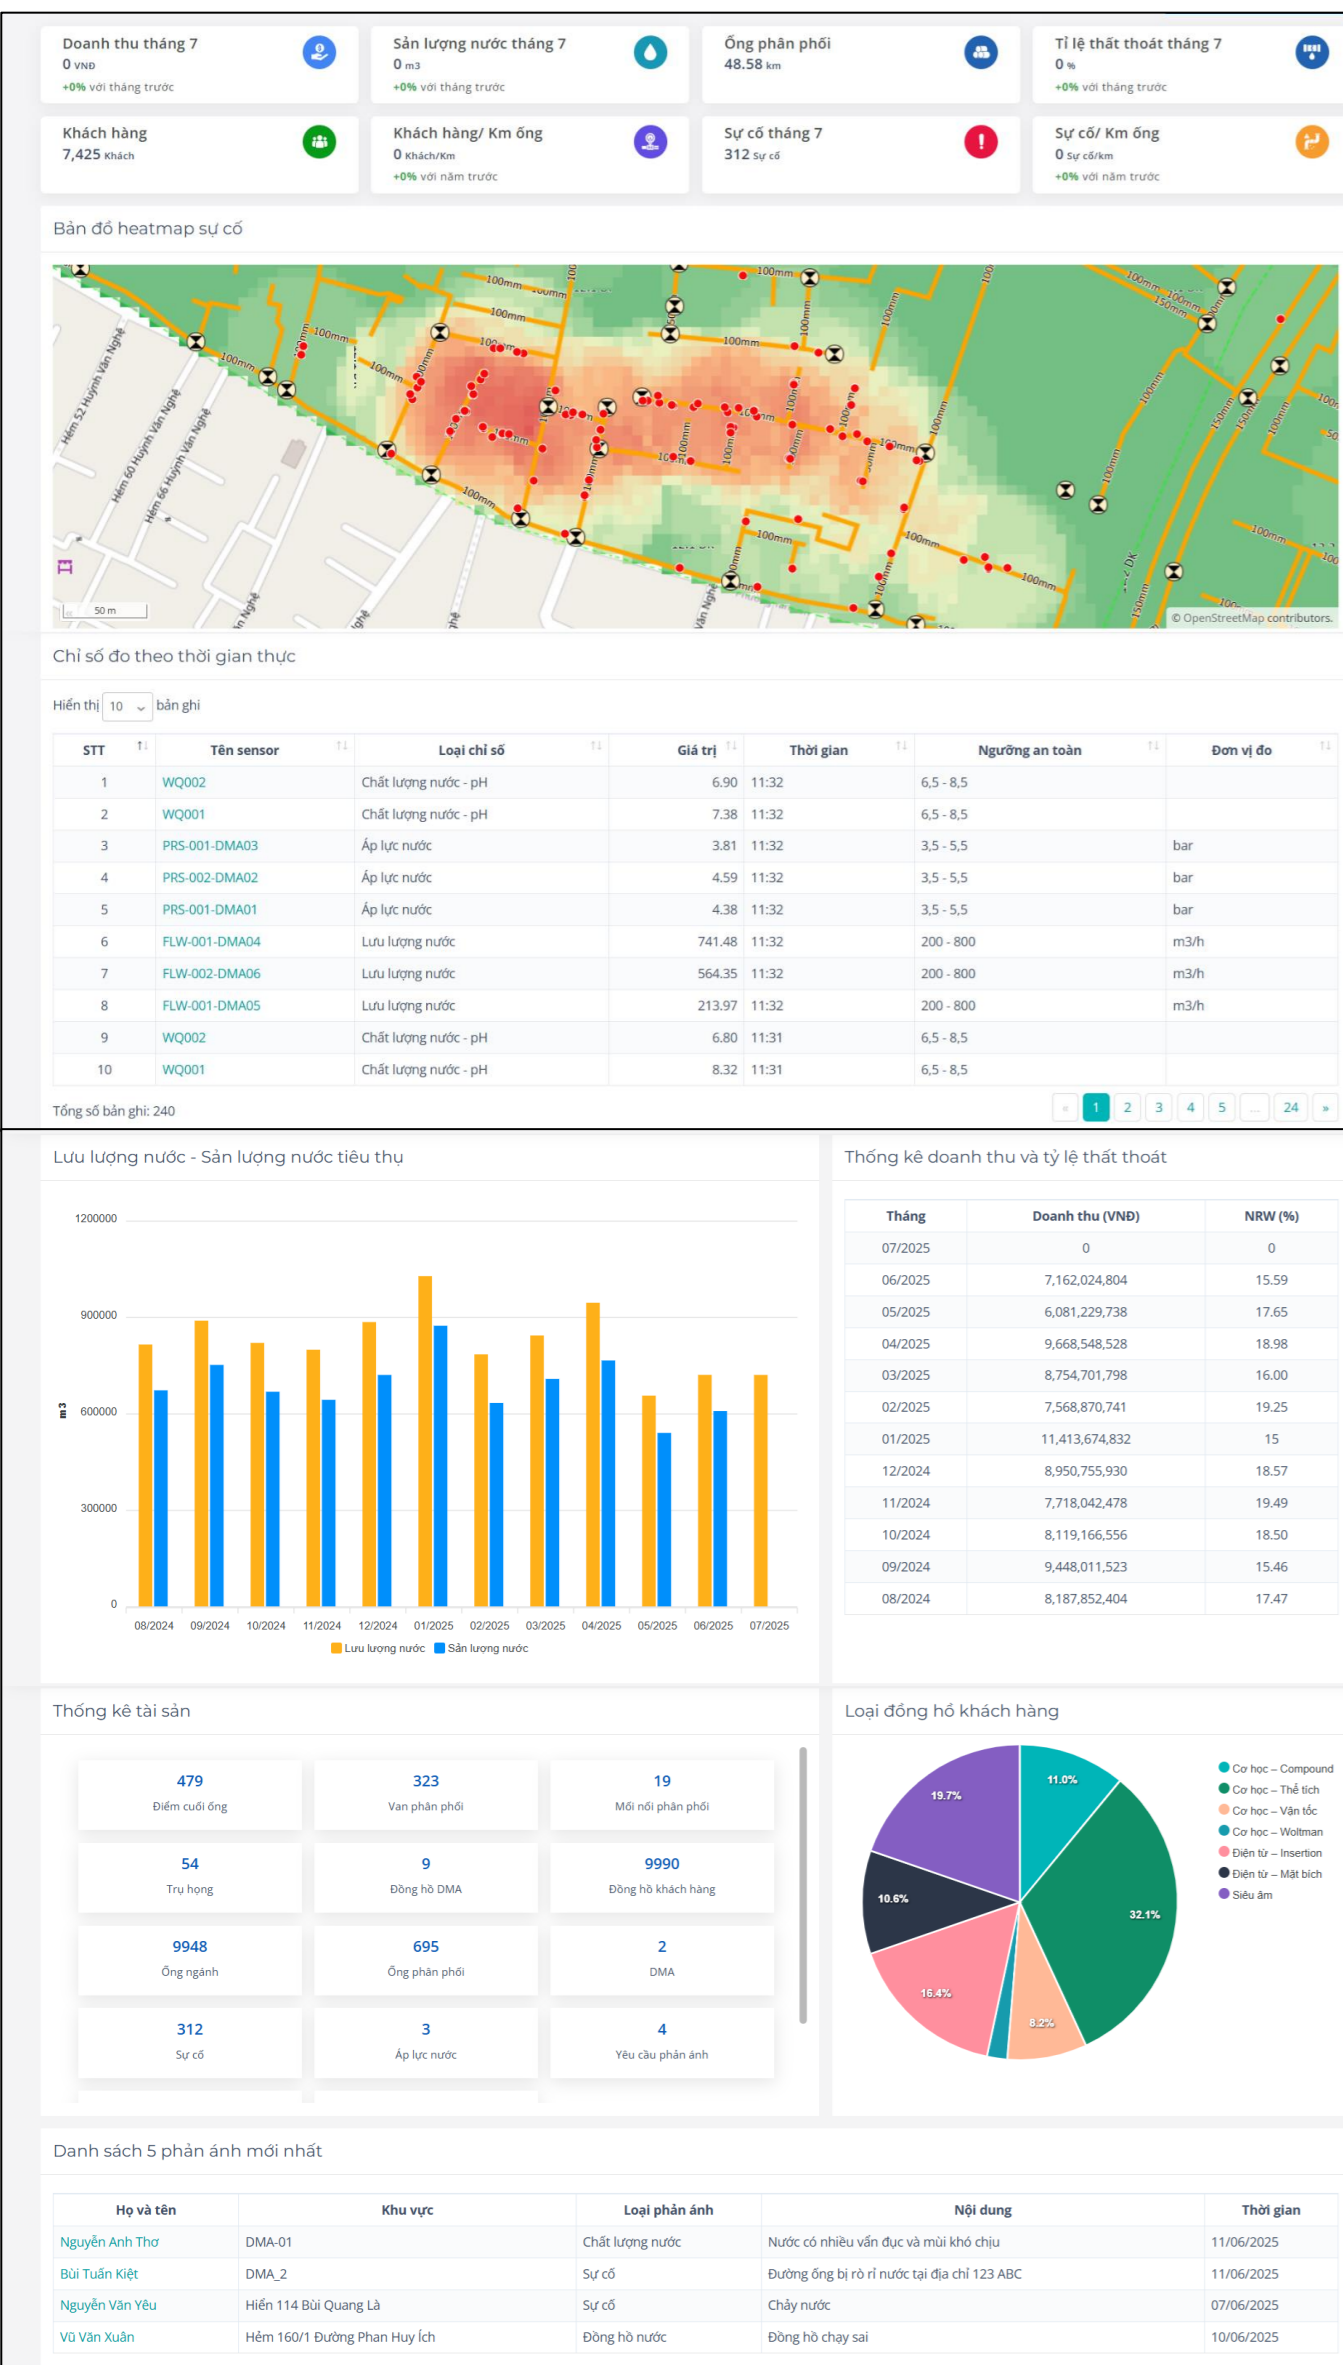 Doanh thu tháng 7
0 VNĐ
+0% với tháng trước
Sản lượng nước tháng 7
0 m3
+0% với tháng trước
Ống phân phối
48.58 km
Tỉ lệ thất thoát tháng 7
0 %
+0% với tháng trước
Khách hàng
7,425 Khách
Khách hàng/ Km ống
0 Khách/Km
+0% với năm trước
Sự cố tháng 7
312 Sự cố
Sự cố/ Km ống
0 Sự cố/km
+0% với năm trước
Bản đồ heatmap sự cố
Hẻm 52 Huỳnh Văn Nghệ
Hẻm 60 Huỳnh Văn Nghệ
Hẻm 66 Huỳnh Văn Nghệ
100mm
100mm
100mm
100mm
100mm
100mm
100mm
150mm
50 m
© OpenStreetMap contributors.
Chỉ số đo theo thời gian thực
Hiển thị 10 bản ghi
STT Tên sensor Loại chỉ số Giá trị Thời gian Ngưỡng an toàn Đơn vị đo
1 WQ002 Chất lượng nước - pH 6.90 11:32 6,5 - 8,5
2 WQ001 Chất lượng nước - pH 7.38 11:32 6,5 - 8,5
3 PRS-001-DMA03 Áp lực nước 3.81 11:32 3,5 - 5,5 bar
4 PRS-002-DMA02 Áp lực nước 4.59 11:32 3,5 - 5,5 bar
5 PRS-001-DMA01 Áp lực nước 4.38 11:32 3,5 - 5,5 bar
6 FLW-001-DMA04 Lưu lượng nước 741.48 11:32 200 - 800 m3/h
7 FLW-002-DMA06 Lưu lượng nước 564.35 11:32 200 - 800 m3/h
8 FLW-001-DMA05 Lưu lượng nước 213.97 11:32 200 - 800 m3/h
9 WQ002 Chất lượng nước - pH 6.80 11:31 6,5 - 8,5
10 WQ001 Chất lượng nước - pH 8.32 11:31 6,5 - 8,5
Tổng số bản ghi: 240
« 1 2 3 4 5 ... 24 »
Lưu lượng nước - Sản lượng nước tiêu thụ
1200000
900000
m3
600000
300000
0
08/2024 09/2024 10/2024 11/2024 12/2024 01/2025 02/2025 03/2025 04/2025 05/2025 06/2025 07/2025
Lưu lượng nước Sản lượng nước
Thống kê doanh thu và tỷ lệ thất thoát
Tháng Doanh thu (VNĐ) NRW (%)
07/2025 0 0
06/2025 7,162,024,804 15.59
05/2025 6,081,229,738 17.65
04/2025 9,668,548,528 18.98
03/2025 8,754,701,798 16.00
02/2025 7,568,870,741 19.25
01/2025 11,413,674,832 15
12/2024 8,950,755,930 18.57
11/2024 7,718,042,478 19.49
10/2024 8,119,166,556 18.50
09/2024 9,448,011,523 15.46
08/2024 8,187,852,404 17.47
Thống kê tài sản
479 323 19
Điểm cuối ống Van phân phối Mối nối phân phối
54 9 9990
Trụ họng Đồng hồ DMA Đồng hồ khách hàng
9948 695 2
Ống ngánh Ống phân phối DMA
312 3 4
Sự cố Áp lực nước Yêu cầu phản ánh
Loại đồng hồ khách hàng
11.0%
32.1%
8.2%
16.4%
10.6%
19.7%
Cơ học – Compound
Cơ học – Thể tích
Cơ học – Vận tốc
Cơ học – Woltman
Điện từ – Insertion
Điện từ – Mặt bích
Siêu âm
Danh sách 5 phản ánh mới nhất
Họ và tên Khu vực Loại phản ánh Nội dung Thời gian
Nguyễn Anh Thơ DMA-01 Chất lượng nước Nước có nhiều vẩn đục và mùi khó chịu 11/06/2025
Bùi Tuấn Kiệt DMA_2 Sự cố Đường ống bị rò rỉ nước tại địa chỉ 123 ABC 11/06/2025
Nguyễn Văn Yêu Hiển 114 Bùi Quang Là Sự cố Chảy nước 07/06/2025
Vũ Văn Xuân Hẻm 160/1 Đường Phan Huy Ích Đồng hồ nước Đồng hồ chạy sai 10/06/2025